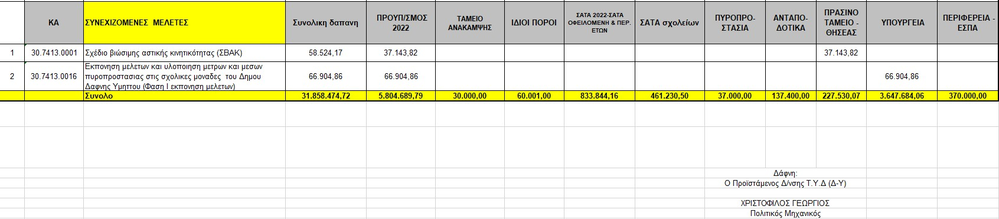 ΚΑ ΣΥΝΕΧΙΖΟΜΕΝΕΣ ΜΕΛΕΤΕΣ Συνολικη δαπανη ΠΡΟΥΠ/ΣΜΟΣ 2022 ΤΑΜΕΙΟ ΑΝΑΚΑΜΨΗΣ ΙΔΙΟΙ ΠΟΡΟΙ ΣΑΤΑ 2022-ΣΑΤΑ ΟΦΕΙΛΟΜΕΝΗ & ΠΕΡ. ΕΤΩΝ ΣΑΤΑ σχολείων ΠΥΡΟΠΡΟ-ΣΤΑΣΙΑ ΑΝΤΑΠΟ-ΔΟΤΙΚΑ ΠΡΑΣΙΝΟ ΤΑΜΕΙΟ - ΘΗΣΕΑΣ ΥΠΟΥΡΓΕΙΑ ΠΕΡΙΦΕΡΕΙΑ - ΕΣΠΑ
1 30.7413.0001 Σχέδιο βιώσιμης αστικής κινητικότητας (ΣΒΑΚ) 58.524,17 37.143,82 37.143,82
2 30.7413.0016 Εκπονηση μελετων και υλοποιηση μετρων και μεσων
πυροπροστασιας στις σχολικες μοναδες του Δημου
Δαφνης Υμηττου (Φαση Ι εκπονηση μελετων) 66.904,86 66.904,86 66.904,86
Συνολο 31.858.474,72 5.804.689,79 30.000,00 60.001,00 833.844,16 461.230,50 37.000,00 137.400,00 227.530,07 3.647.684,06 370.000,00
Δάφνη:
Ο Προϊστάμενος Δ/νσης Τ.Υ.Δ (Δ-Υ)
ΧΡΙΣΤΟΦΙΛΟΣ ΓΕΩΡΓΙΟΣ
Πολιτικός Μηχανικός